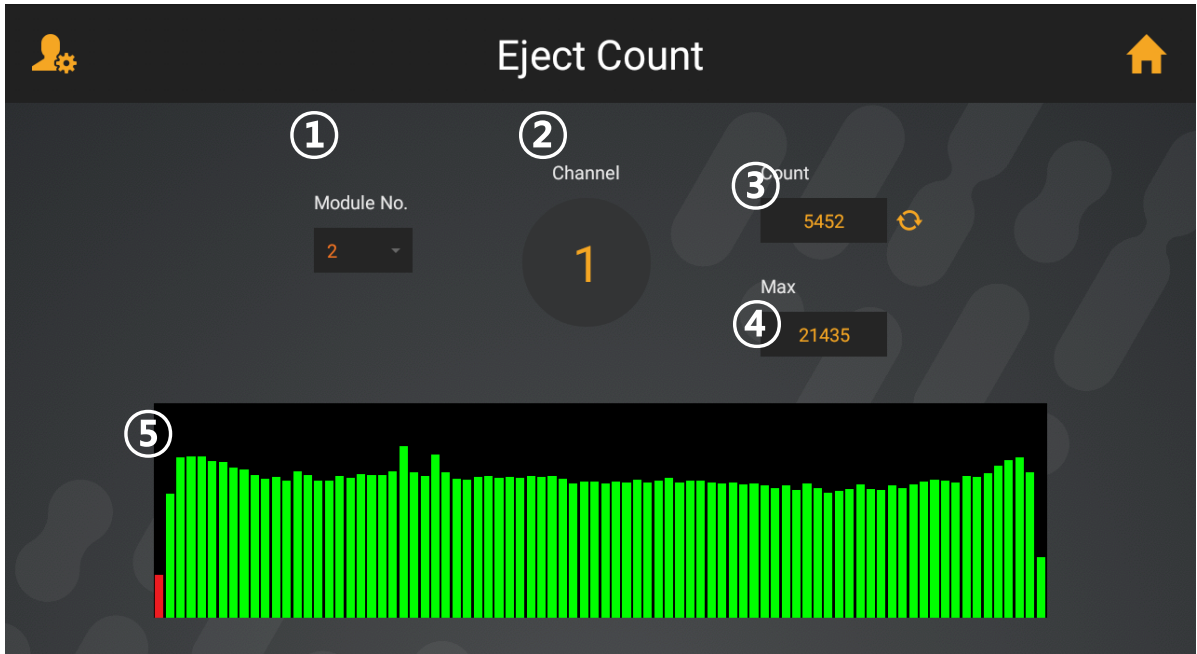 Eject Count
①
Module No.
2
②
Channel
1
③
Count
5452
④
Max
21435
⑤